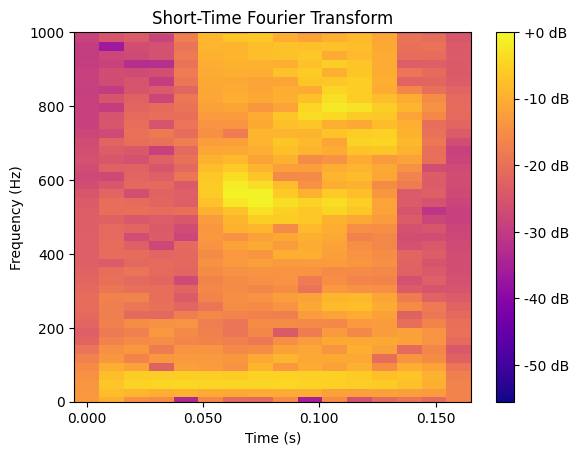 Short-Time Fourier Transform
1000
800
600
400
200
0
Frequency (Hz)
0.000
0.050
0.100
0.150
Time (s)
+0 dB
-10 dB
-20 dB
-30 dB
-40 dB
-50 dB